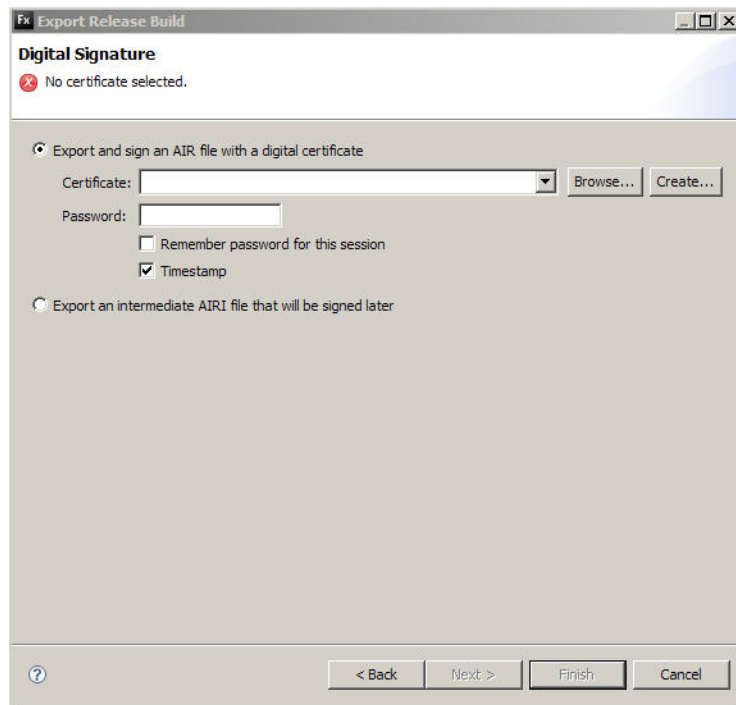 Fx Export Release Build
Digital Signature
No certificate selected.
Export and sign an AIR file with a digital certificate
Certificate: Browse... Create...
Password:
Remember password for this session
Timestamp
Export an intermediate AIRI file that will be signed later
? < Back Next > Finish Cancel